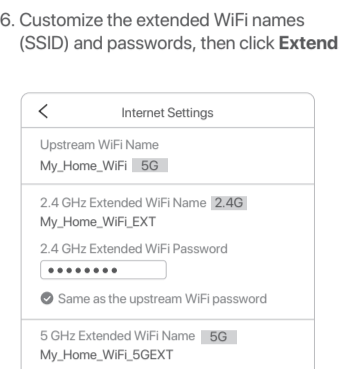 6. Customize the extended WiFi names
(SSID) and passwords, then click Extend
Internet Settings
Upstream WiFi Name
My_Home_WiFi 5G
2.4 GHz Extended WiFi Name 2.4G
My_Home_WiFi_EXT
2.4 GHz Extended WiFi Password
Same as the upstream WiFi password
5 GHz Extended WiFi Name 5G
My_Home_WiFi_5GEXT